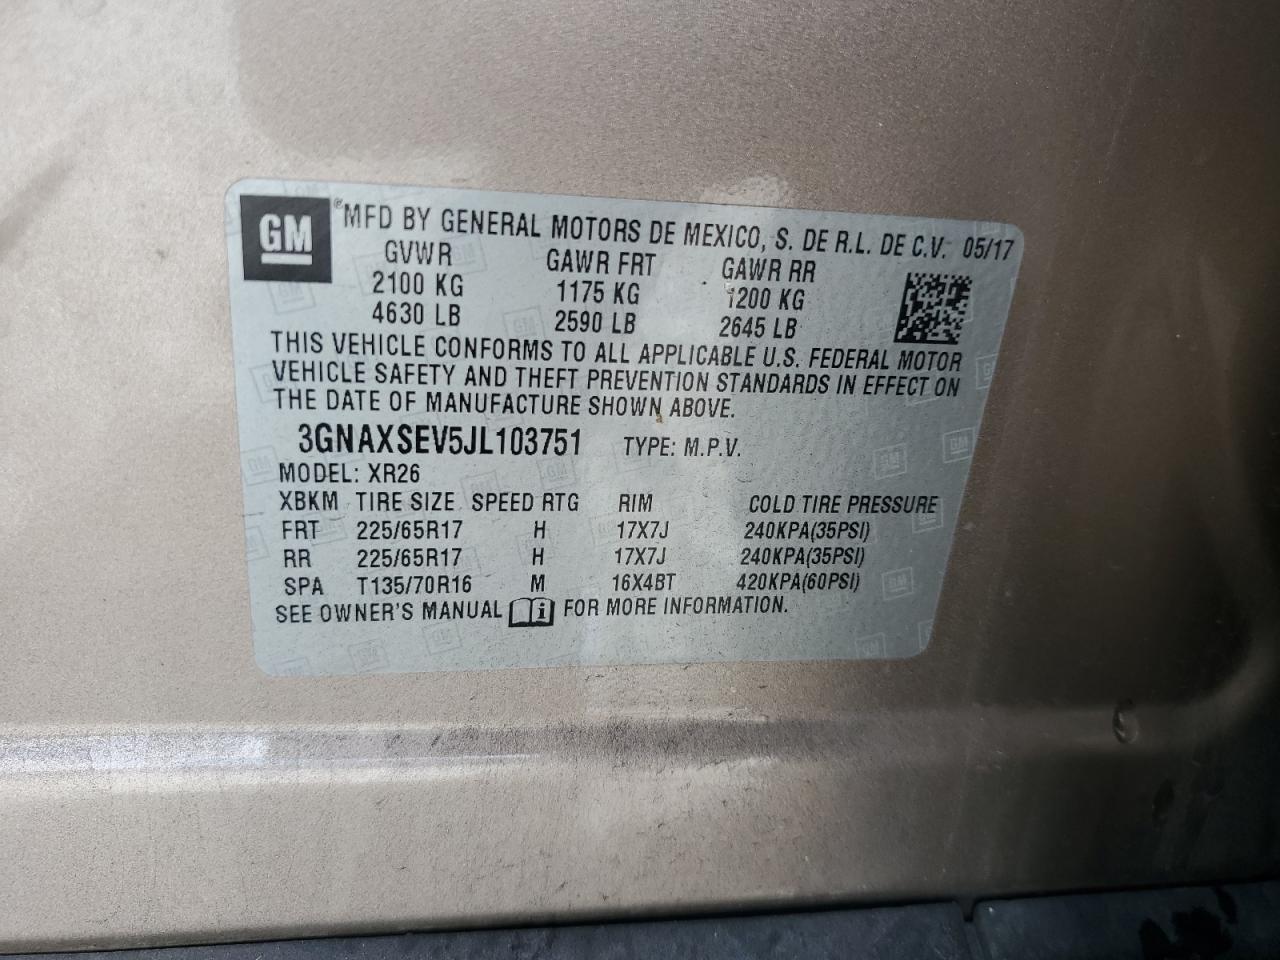 GM
®MFD BY GENERAL MOTORS DE MEXICO, S. DE R.L. DE C.V. 05/17
GVWR GAWR FRT GAWR RR
2100 KG 1175 KG 1200 KG
4630 LB 2590 LB 2645 LB
THIS VEHICLE CONFORMS TO ALL APPLICABLE U.S. FEDERAL MOTOR
VEHICLE SAFETY AND THEFT PREVENTION STANDARDS IN EFFECT ON
THE DATE OF MANUFACTURE SHOWN ABOVE.
3GNAXSEV5JL103751 TYPE: M.P.V.
MODEL: XR26
XBKM TIRE SIZE SPEED RTG RIM COLD TIRE PRESSURE
FRT 225/65R17 H 17X7J 240KPA(35PSI)
RR 225/65R17 H 17X7J 240KPA(35PSI)
SPA T135/70R16 M 16X4BT 420KPA(60PSI)
SEE OWNER'S MANUAL i FOR MORE INFORMATION.